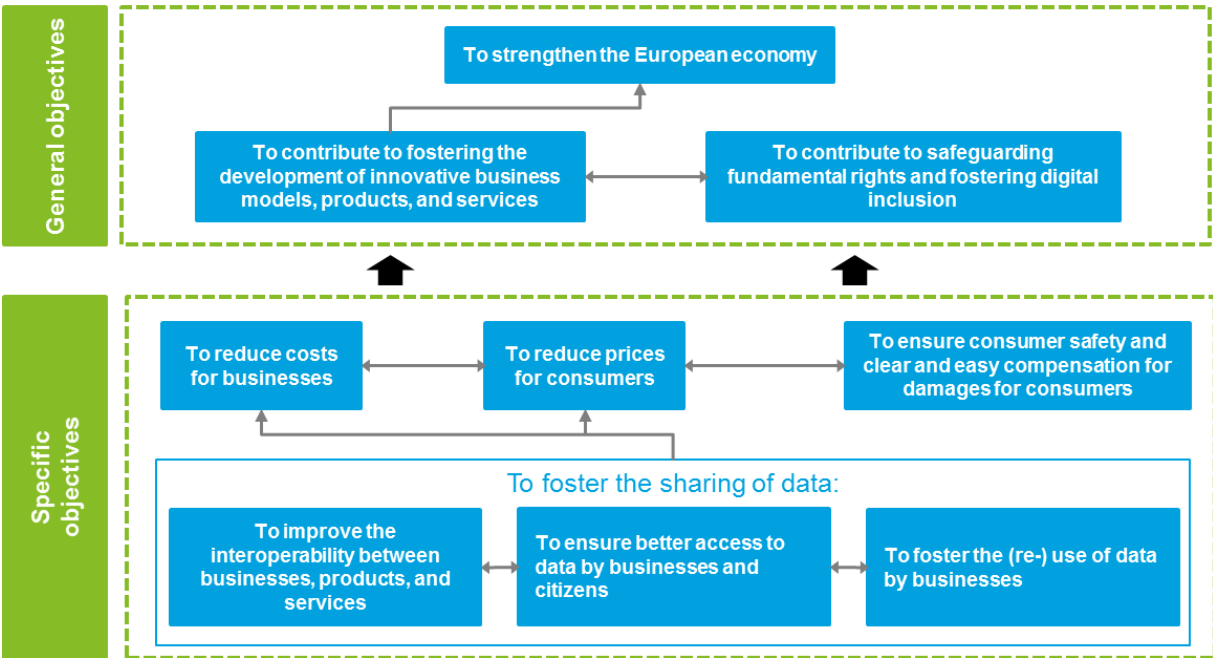 General objectives
To strengthen the European economy
To contribute to fostering the
development of innovative business
models, products, and services
To contribute to safeguarding
fundamental rights and fostering digital
inclusion
Specific
objectives
To reduce costs
for businesses
To reduce prices
for consumers
To ensure consumer safety and
clear and easy compensation for
damages for consumers
To foster the sharing of data:
To improve the
interoperability between
businesses, products, and
services
To ensure better access to
data by businesses and
citizens
To foster the (re-) use of data
by businesses